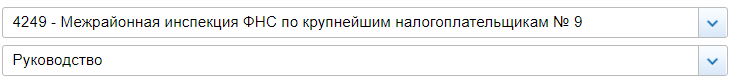 4249 - Межрайонная инспекция ФНС по крупнейшим налогоплательщикам № 9
Руководство